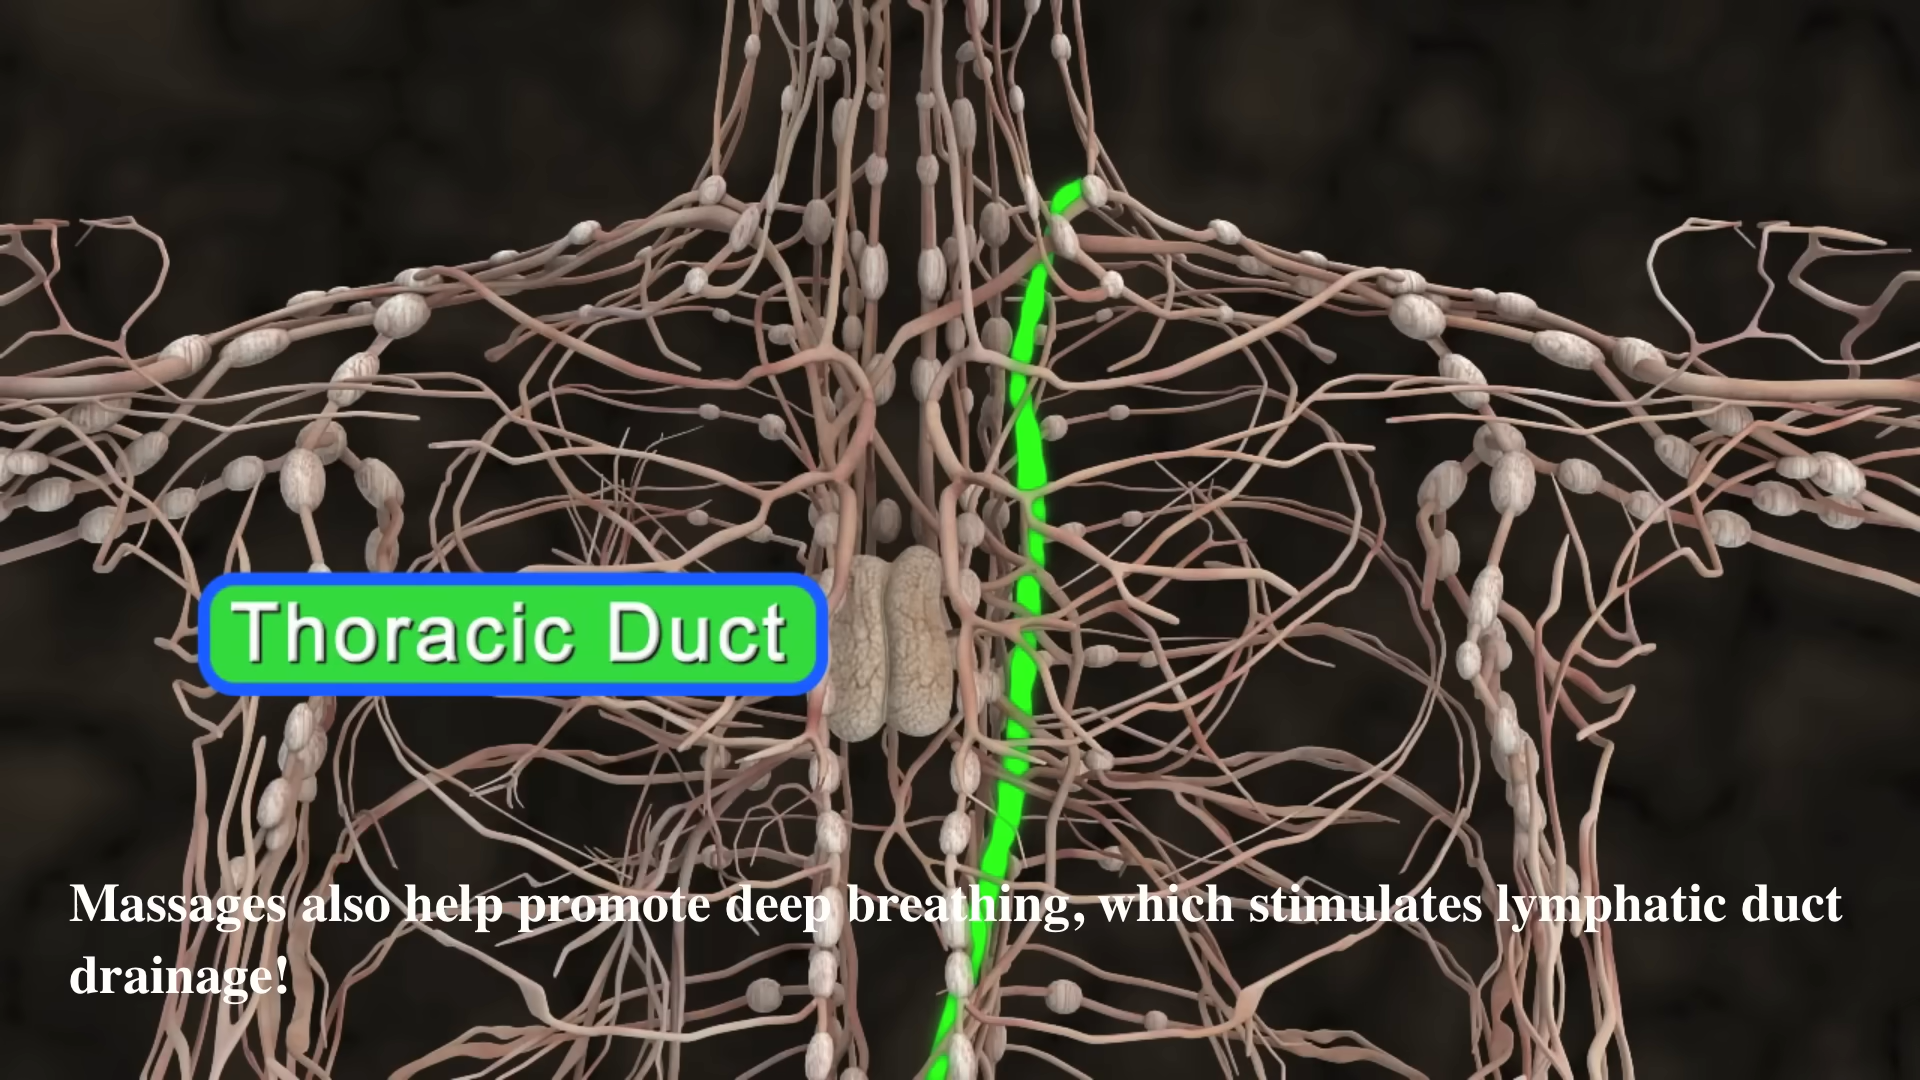 Thoracic Duct
Massages also help promote deep breathing, which stimulates lymphatic duct
drainage!